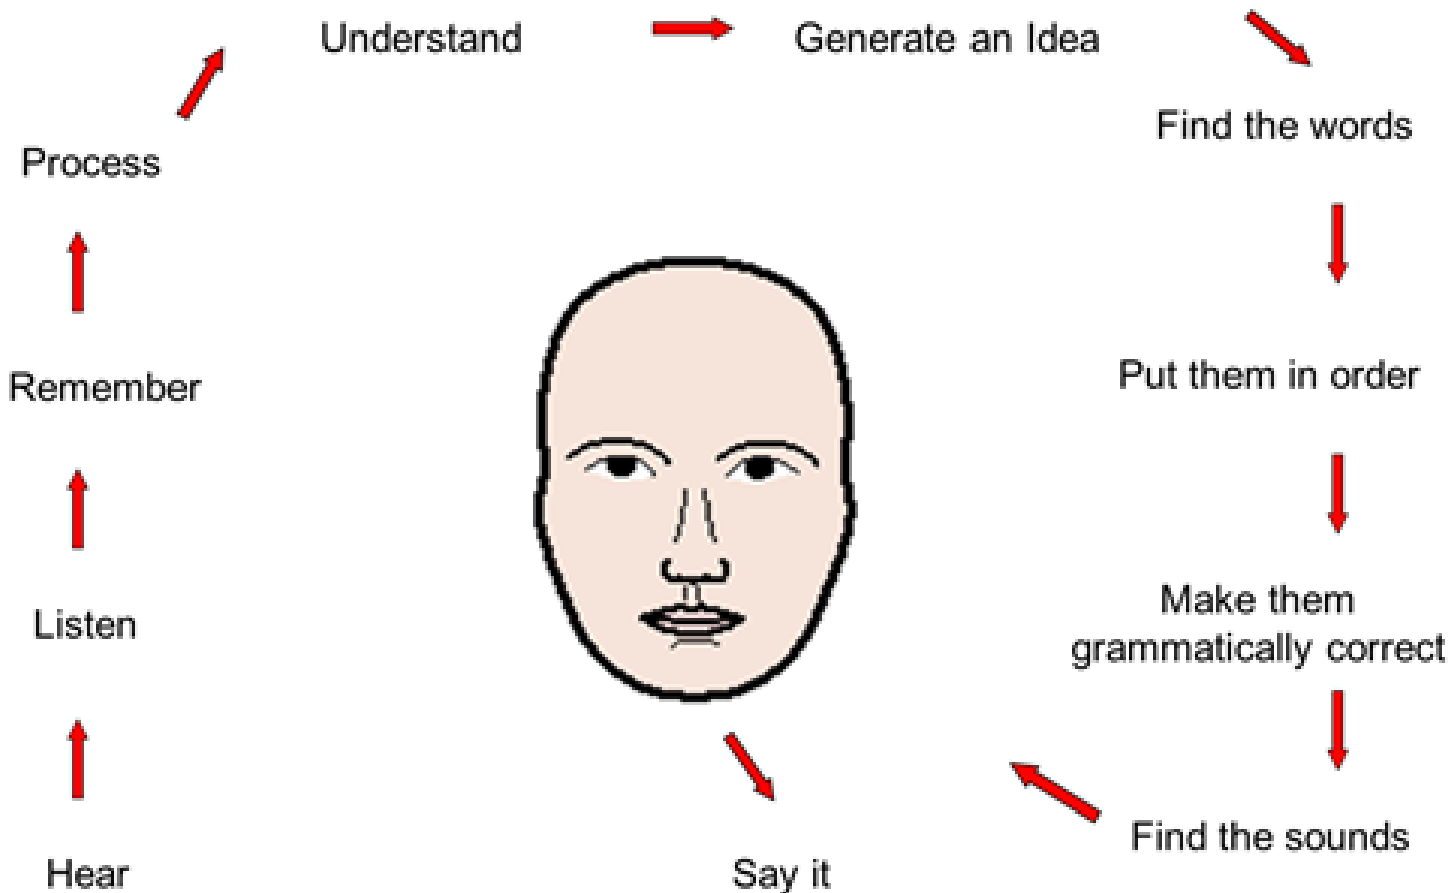 Understand
Generate an Idea
Find the words
Process
Put them in order
Remember
Make them
grammatically correct
Listen
Find the sounds
Hear
Say it